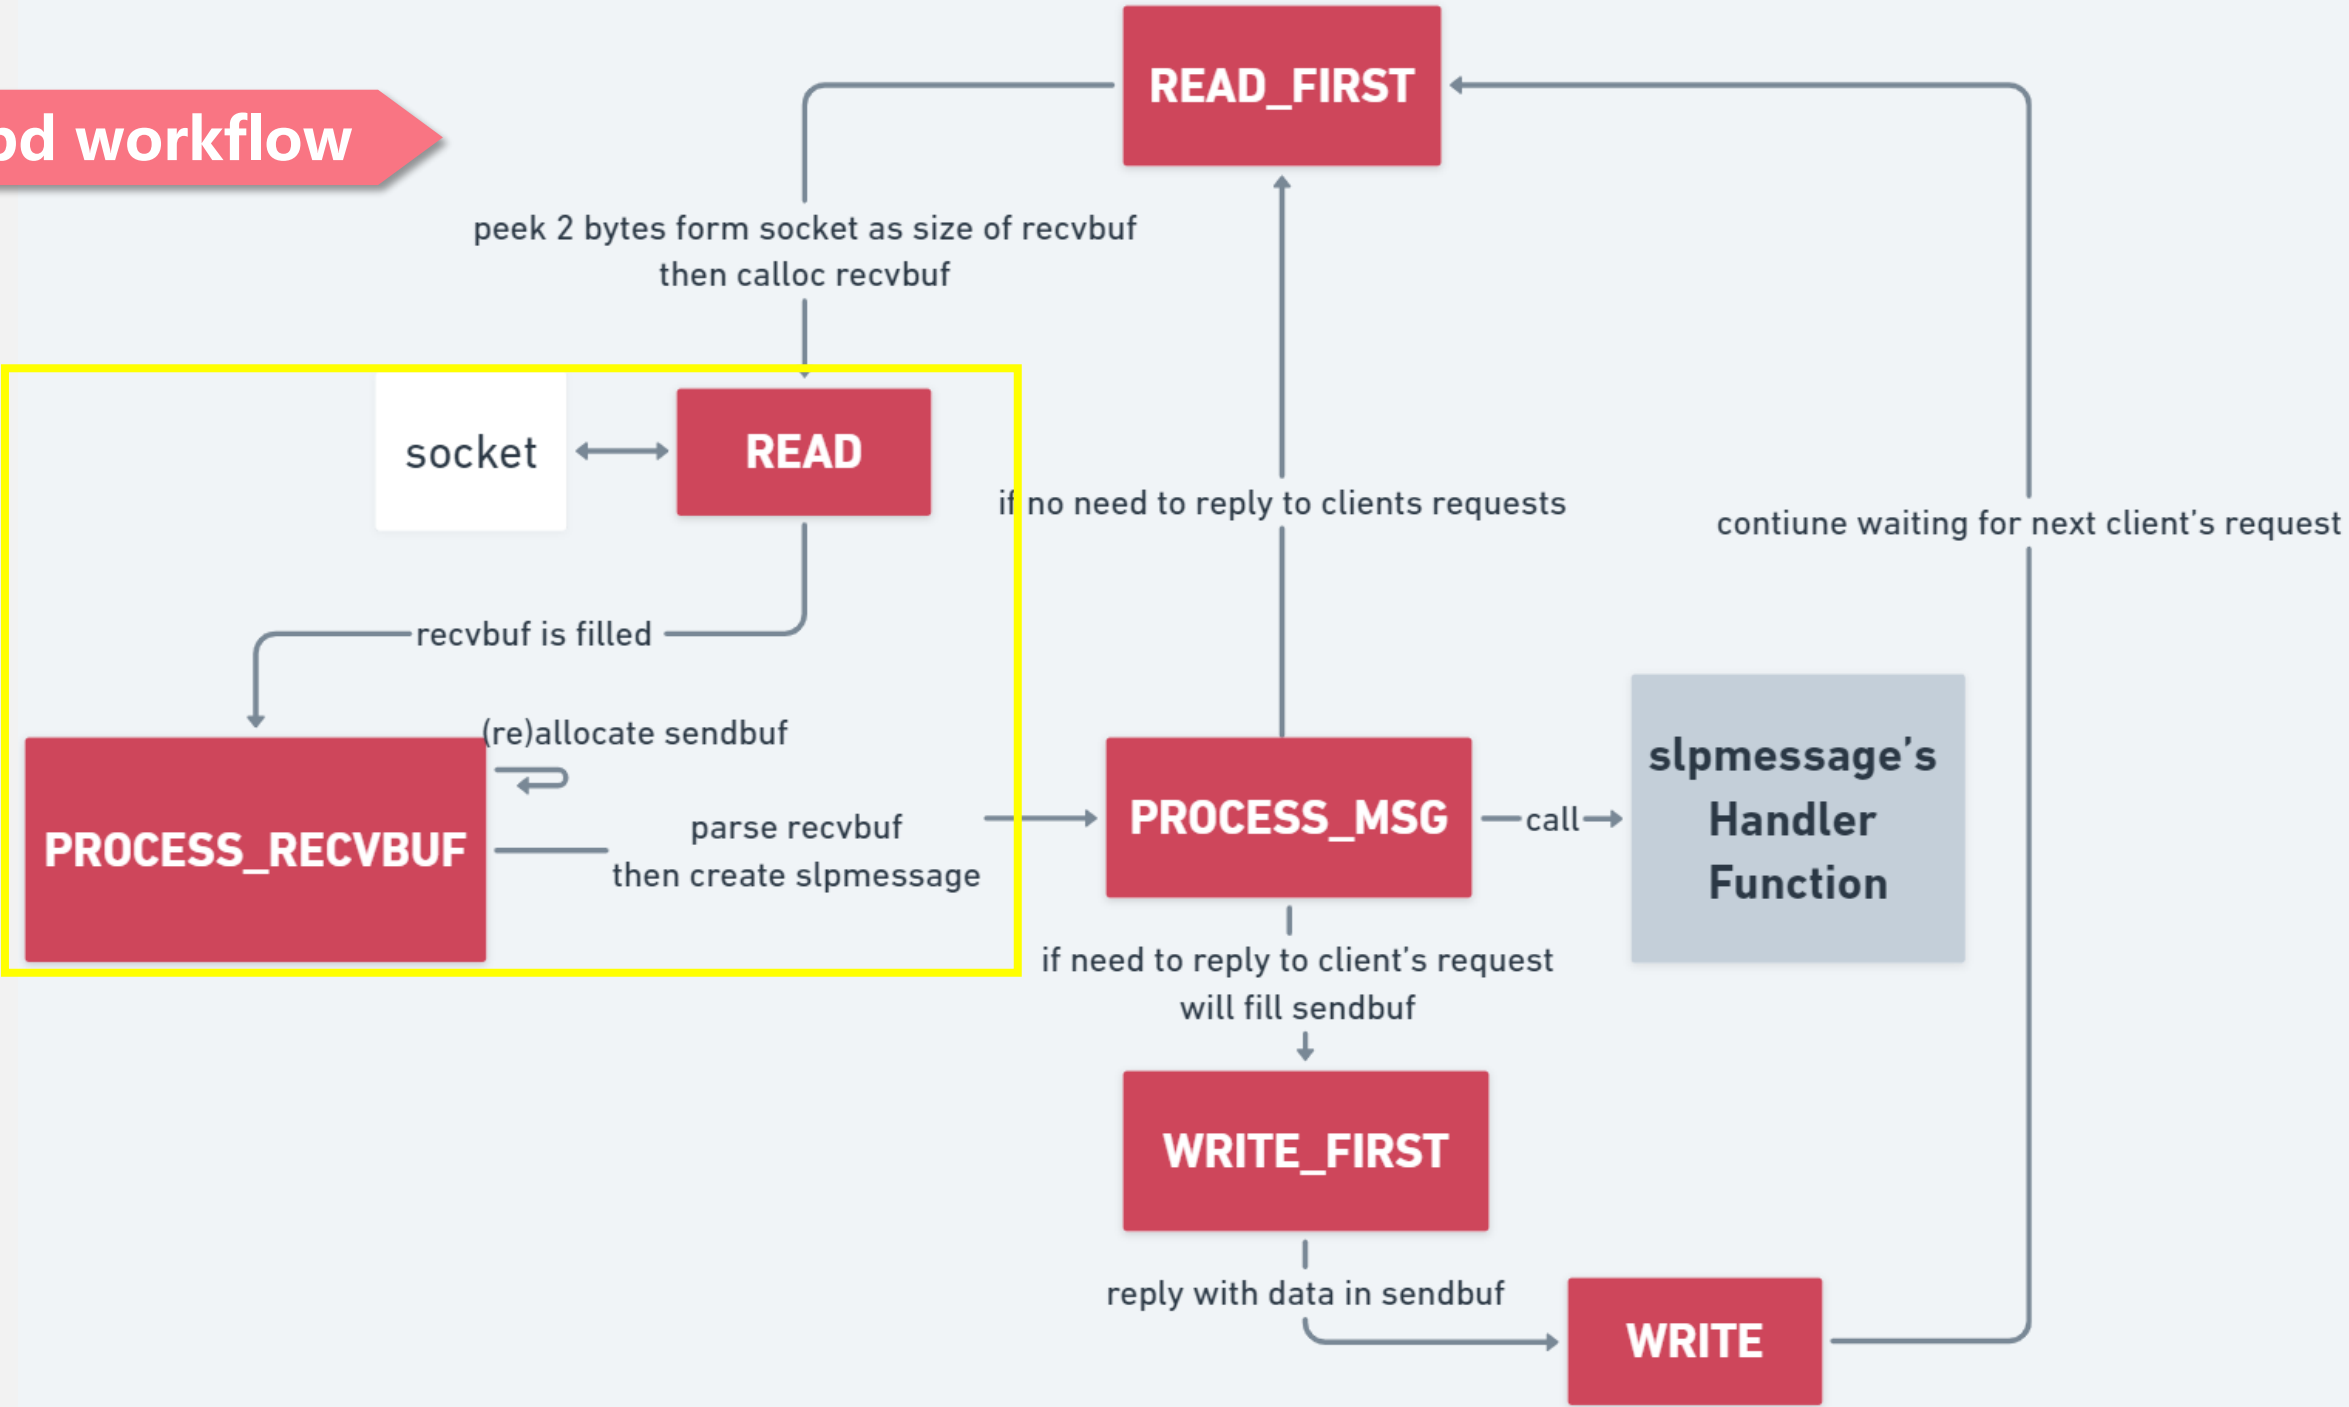 READ_FIRST
workflow
peek 2 bytes form socket as size of recvbuf
then calloc recvbuf
socket
READ
if no need to reply to clients requests
contiune waiting for next client's request
recvbuf is filled
(re)allocate sendbuf
PROCESS_RECVBUF
parse recvbuf
then create slpmessage
PROCESS_MSG
call
slpmessage's
Handler
Function
if need to reply to client's request
will fill sendbuf
WRITE_FIRST
reply with data in sendbuf
WRITE